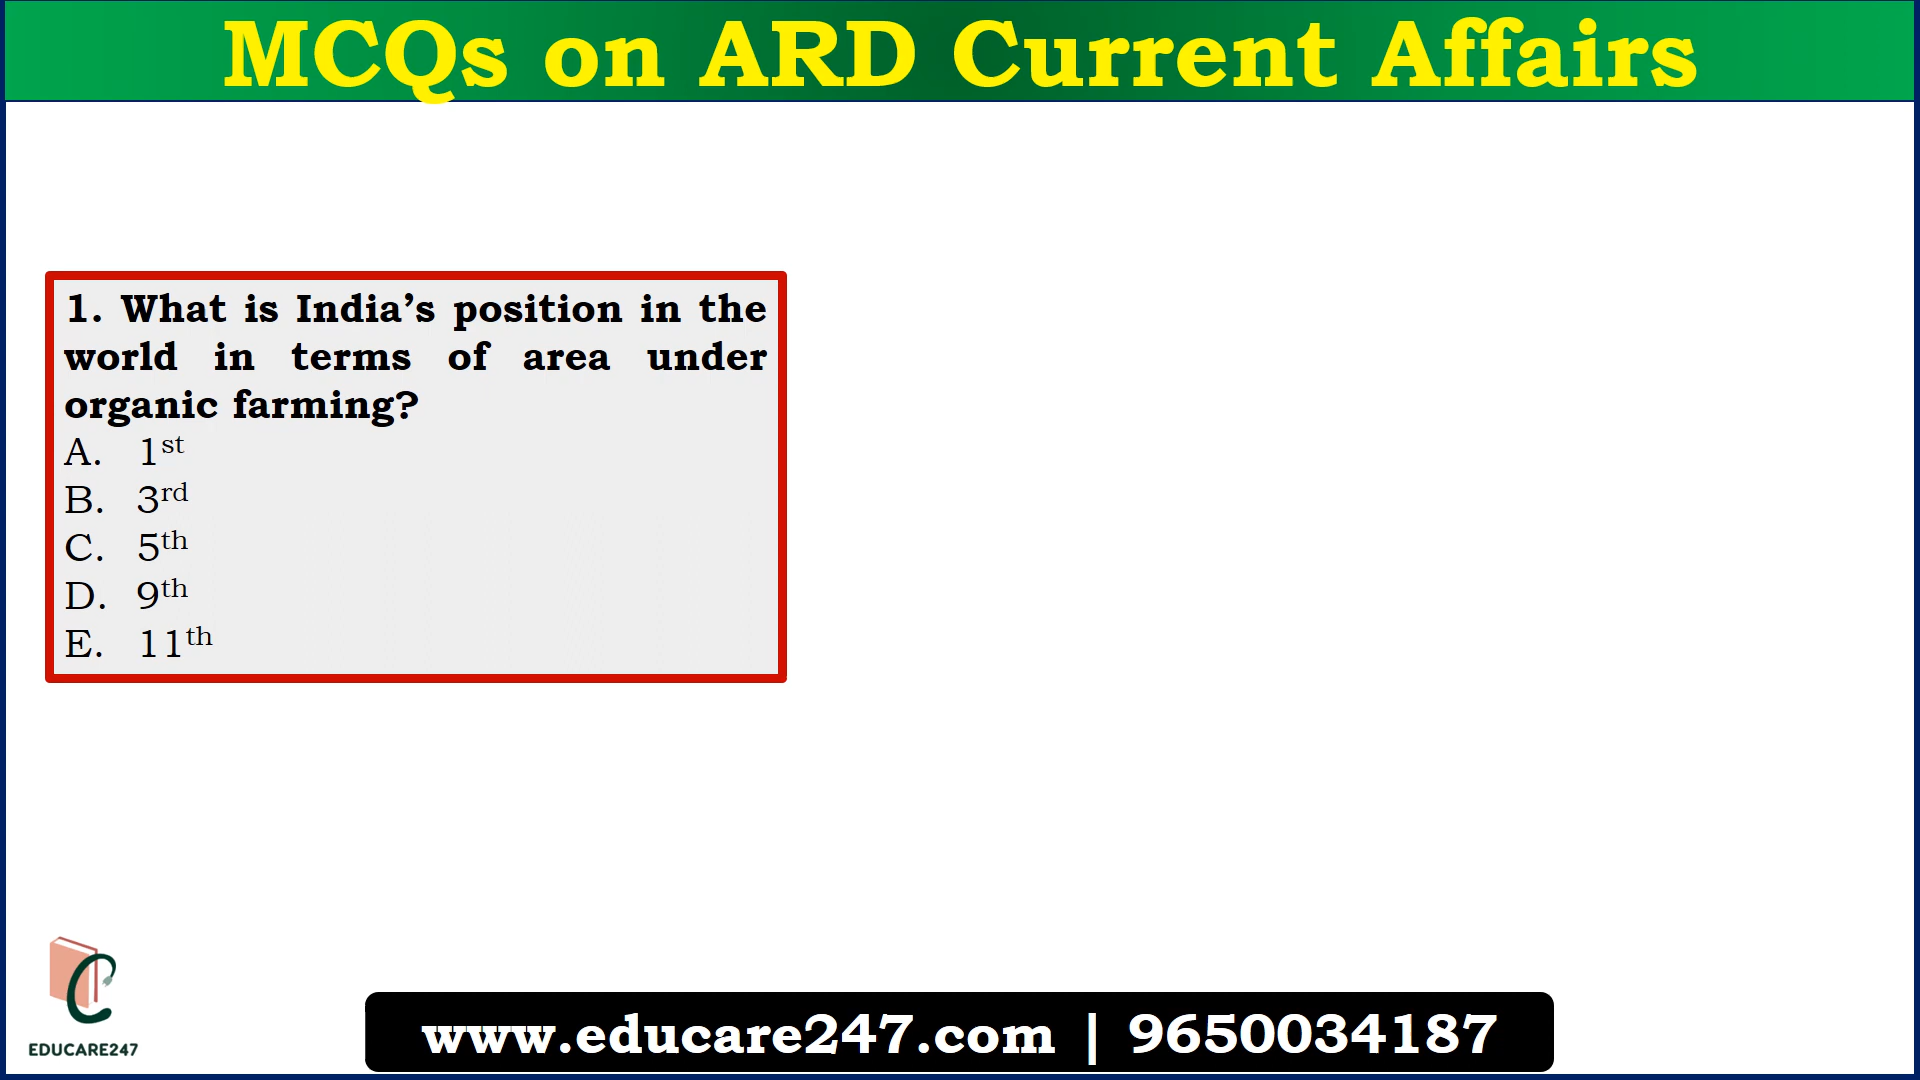 MCQs on ARD Current Affairs
1. What is India’s position in the
world in terms of area under
organic farming?
A. 1st
B. 3rd
C. 5th
D. 9th
E. 11th
EDUCARE247
www.educare247.com | 9650034187